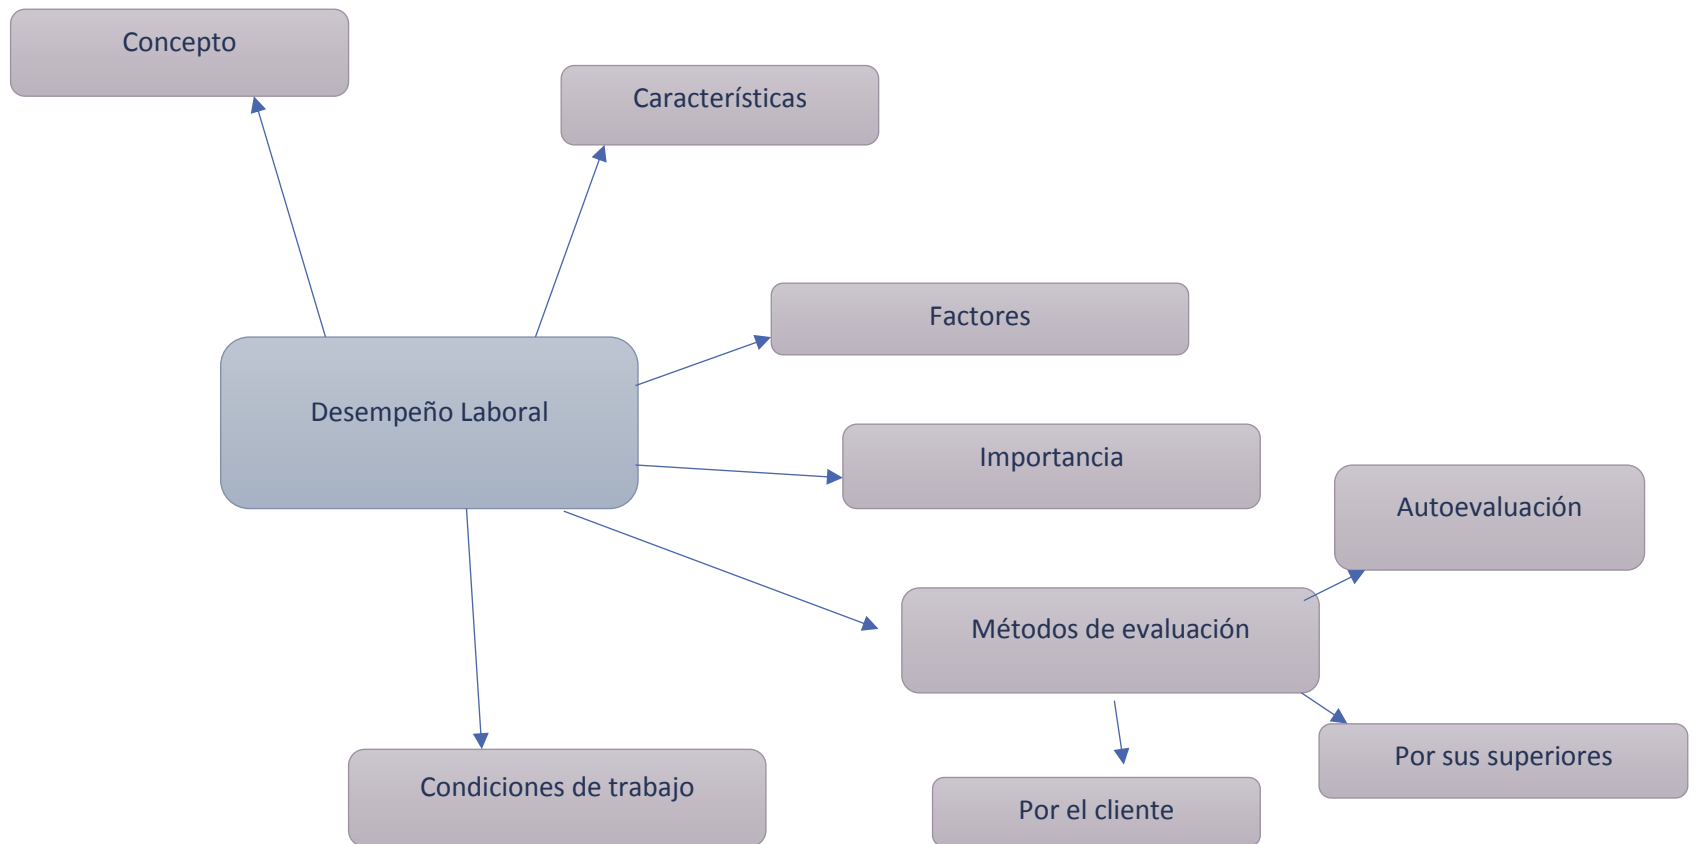 Concepto
Características
Factores
Desempeño Laboral
Importancia
Autoevaluación
Métodos de evaluación
Por sus superiores
Condiciones de trabajo
Por el cliente